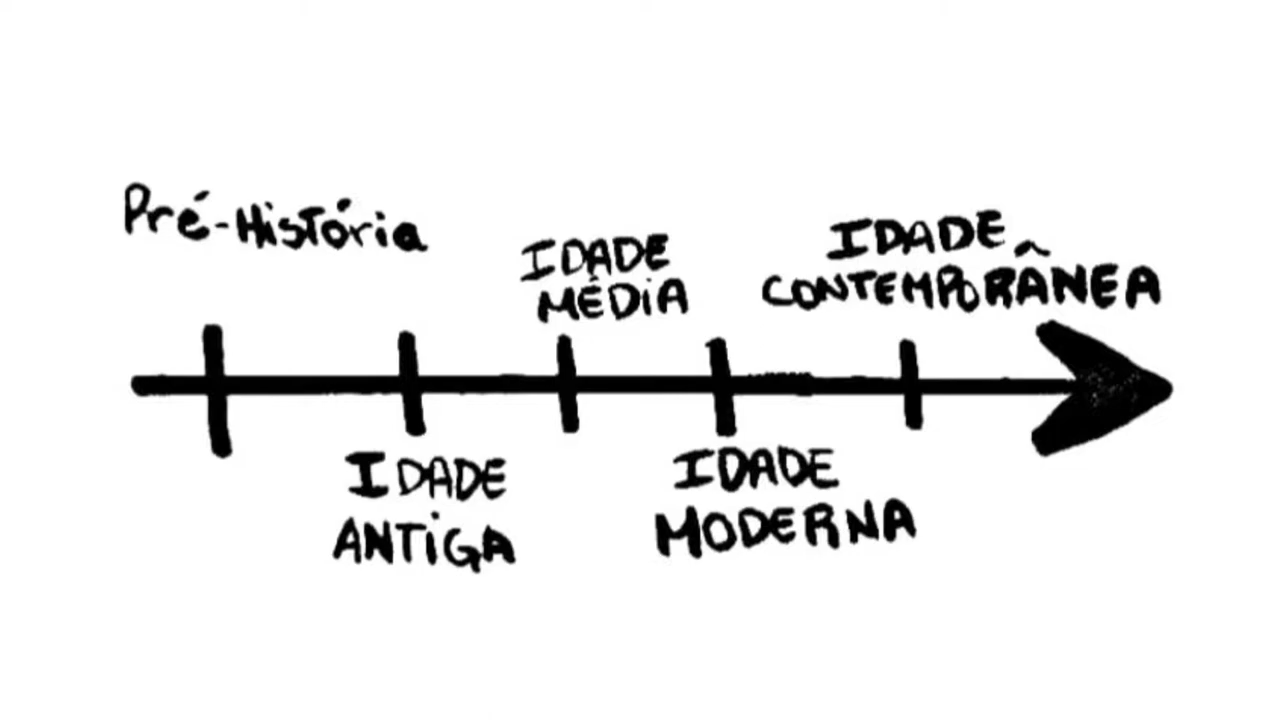 Pré-História
IDADE
ANTIGA
IDADE
MÉDIA
IDADE
MODERNA
IDADE
CONTEMPORÂNEA